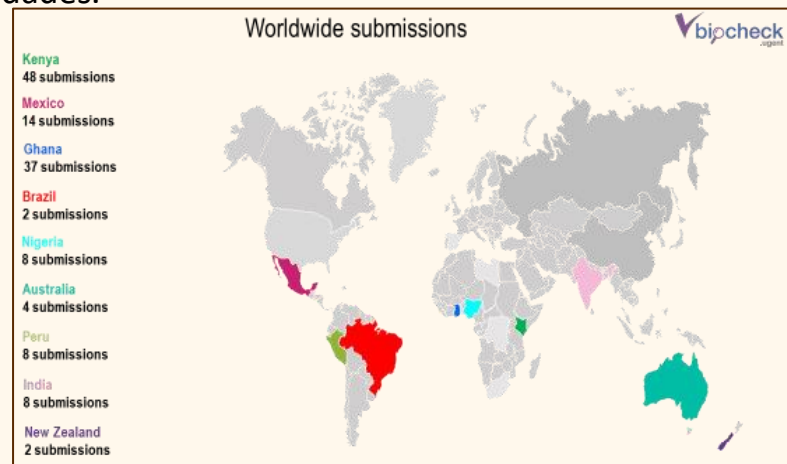 Worldwide submissions
biocheck
.ugent
Kenya
48 submissions
Mexico
14 submissions
Ghana
37 submissions
Brazil
2 submissions
Nigeria
8 submissions
Australia
4 submissions
Peru
8 submissions
India
8 submissions
New Zealand
2 submissions